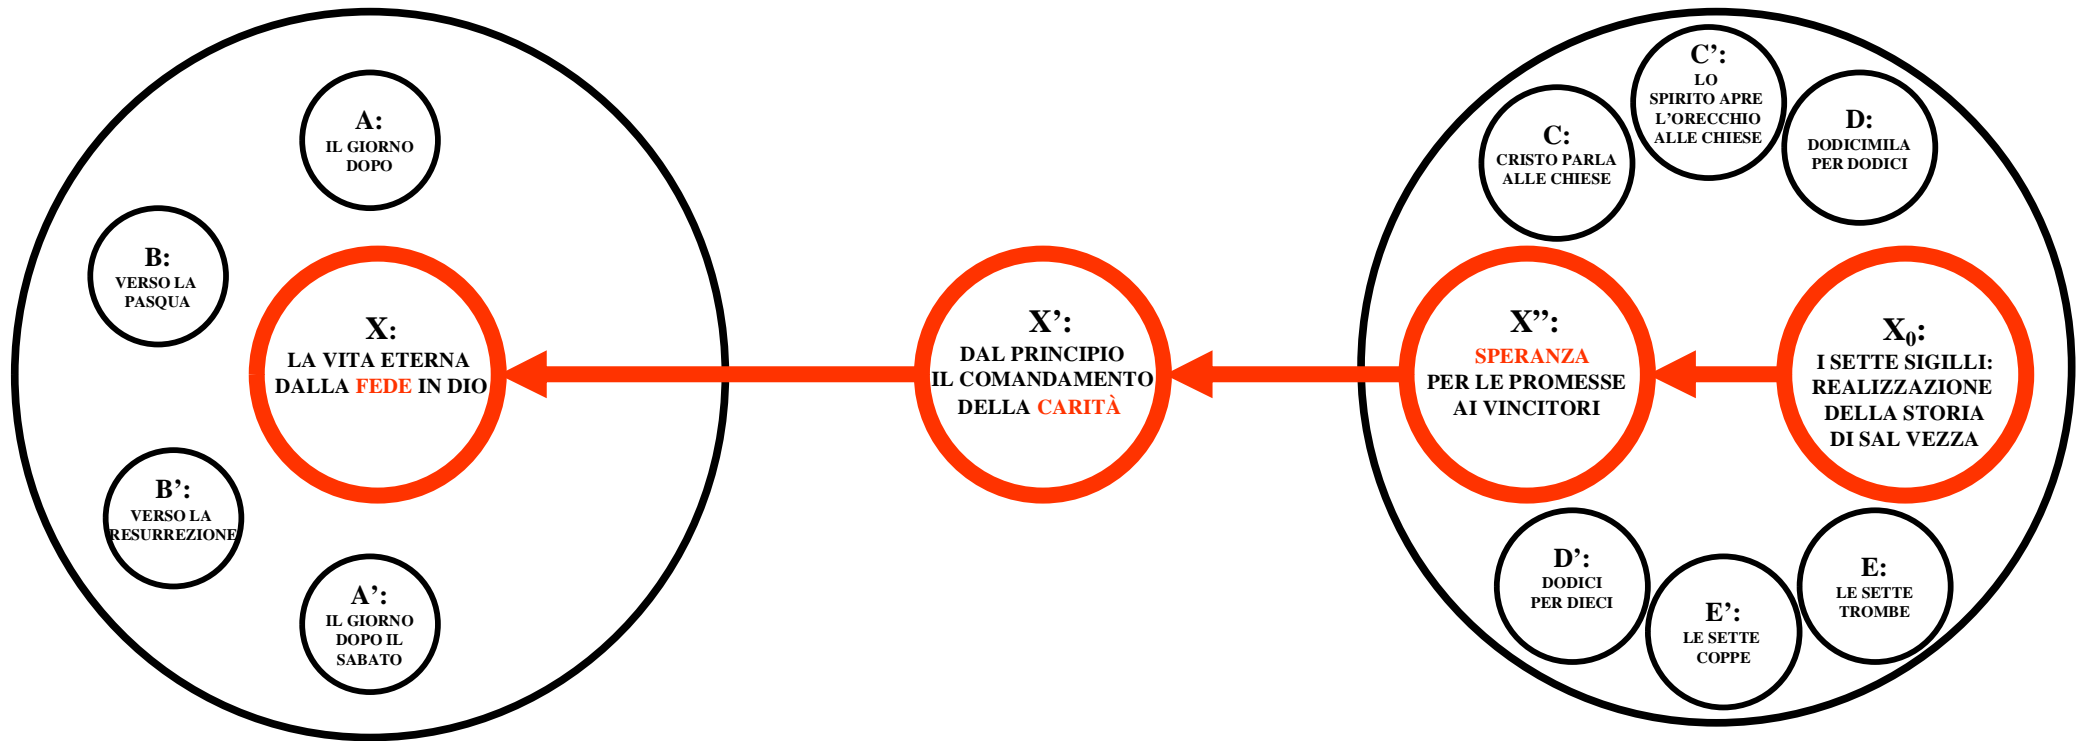 A:
IL GIORNO
DOPO
B:
VERSO LA
PASQUA
X:
LA VITA ETERNA
DALLA FEDE IN DIO
B’:
VERSO LA
RESURREZIONE
A’:
IL GIORNO
DOPO IL
SABATO
X’:
DAL PRINCIPIO
IL COMANDAMENTO
DELLA CARITÀ
C:
CRISTO PARLA
ALLE CHIESE
C’:
LO
SPIRITO APRE
L’ORECCHIO
ALLE CHIESE
D:
DODICIMILA
PER DODICI
X”:
SPERANZA
PER LE PROMESSE
AI VINCITORI
X₀:
I SETTE SIGILLI:
REALIZZAZIONE
DELLA STORIA
DI SAL VEZZA
D’:
DODICI
PER DIECI
E’:
LE SETTE
COPPE
E:
LE SETTE
TROMBE